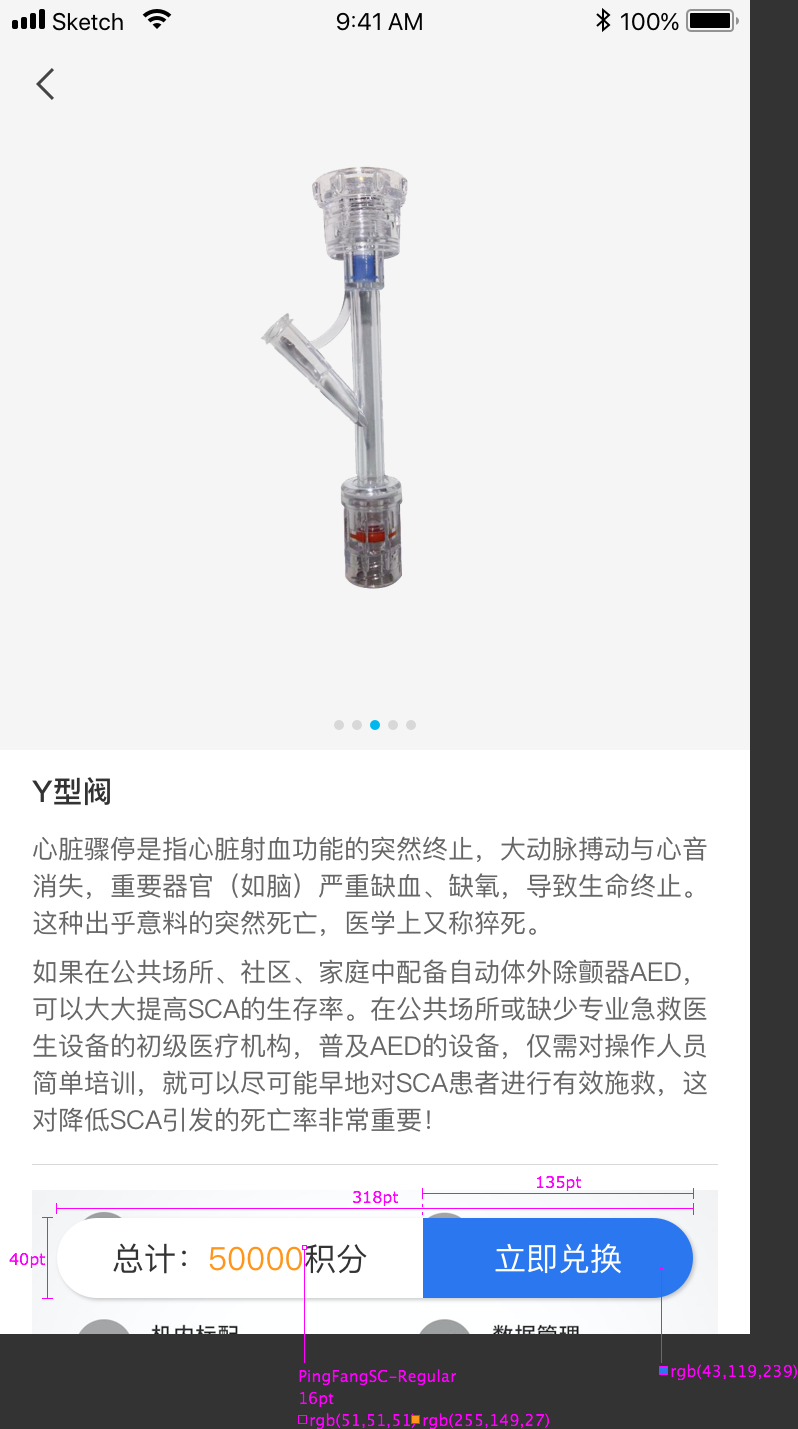 Sketch 9:41 AM 100%
Y型阀
心脏骤停是指心脏射血功能的突然终止，大动脉搏动与心音
消失，重要器官（如脑）严重缺血、缺氧，导致生命终止。
这种出乎意料的突然死亡，医学上又称猝死。
如果在公共场所、社区、家庭中配备自动体外除颤器AED，
可以大大提高SCA的生存率。在公共场所或缺少专业急救医
生设备的初级医疗机构，普及AED的设备，仅需对操作人员
简单培训，就可以尽可能早地对SCA患者进行有效施救，这
对降低SCA引发的死亡率非常重要！
135pt
318pt
40pt
总计：50000积分 立即兑换
数据管理
PingFangSC-Regular
rgb(43,119,239)
16pt
rgb(51,51,51) rgb(255,149,27)